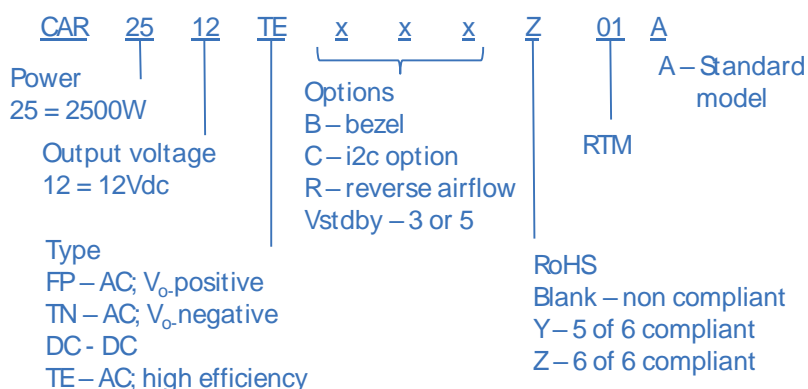 CAR 25 12 TE x x x Z 01 A
Power
25 = 2500W
Output voltage
12 = 12Vdc
Type
FP – AC; Vo- positive
TN – AC; Vo- negative
DC - DC
TE – AC; high efficiency
Options
B – bezel
C – i2c option
R – reverse airflow
Vstdby – 3 or 5
RoHS
Blank – non compliant
Y – 5 of 6 compliant
Z – 6 of 6 compliant
RTM
A – Standard
model